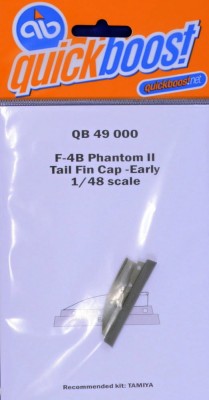 qb
quickboost
quickboost.net
QB 49 000
F-4B Phantom II
Tail Fin Cap -Early
1/48 scale
Recommended kit: TAMIYA